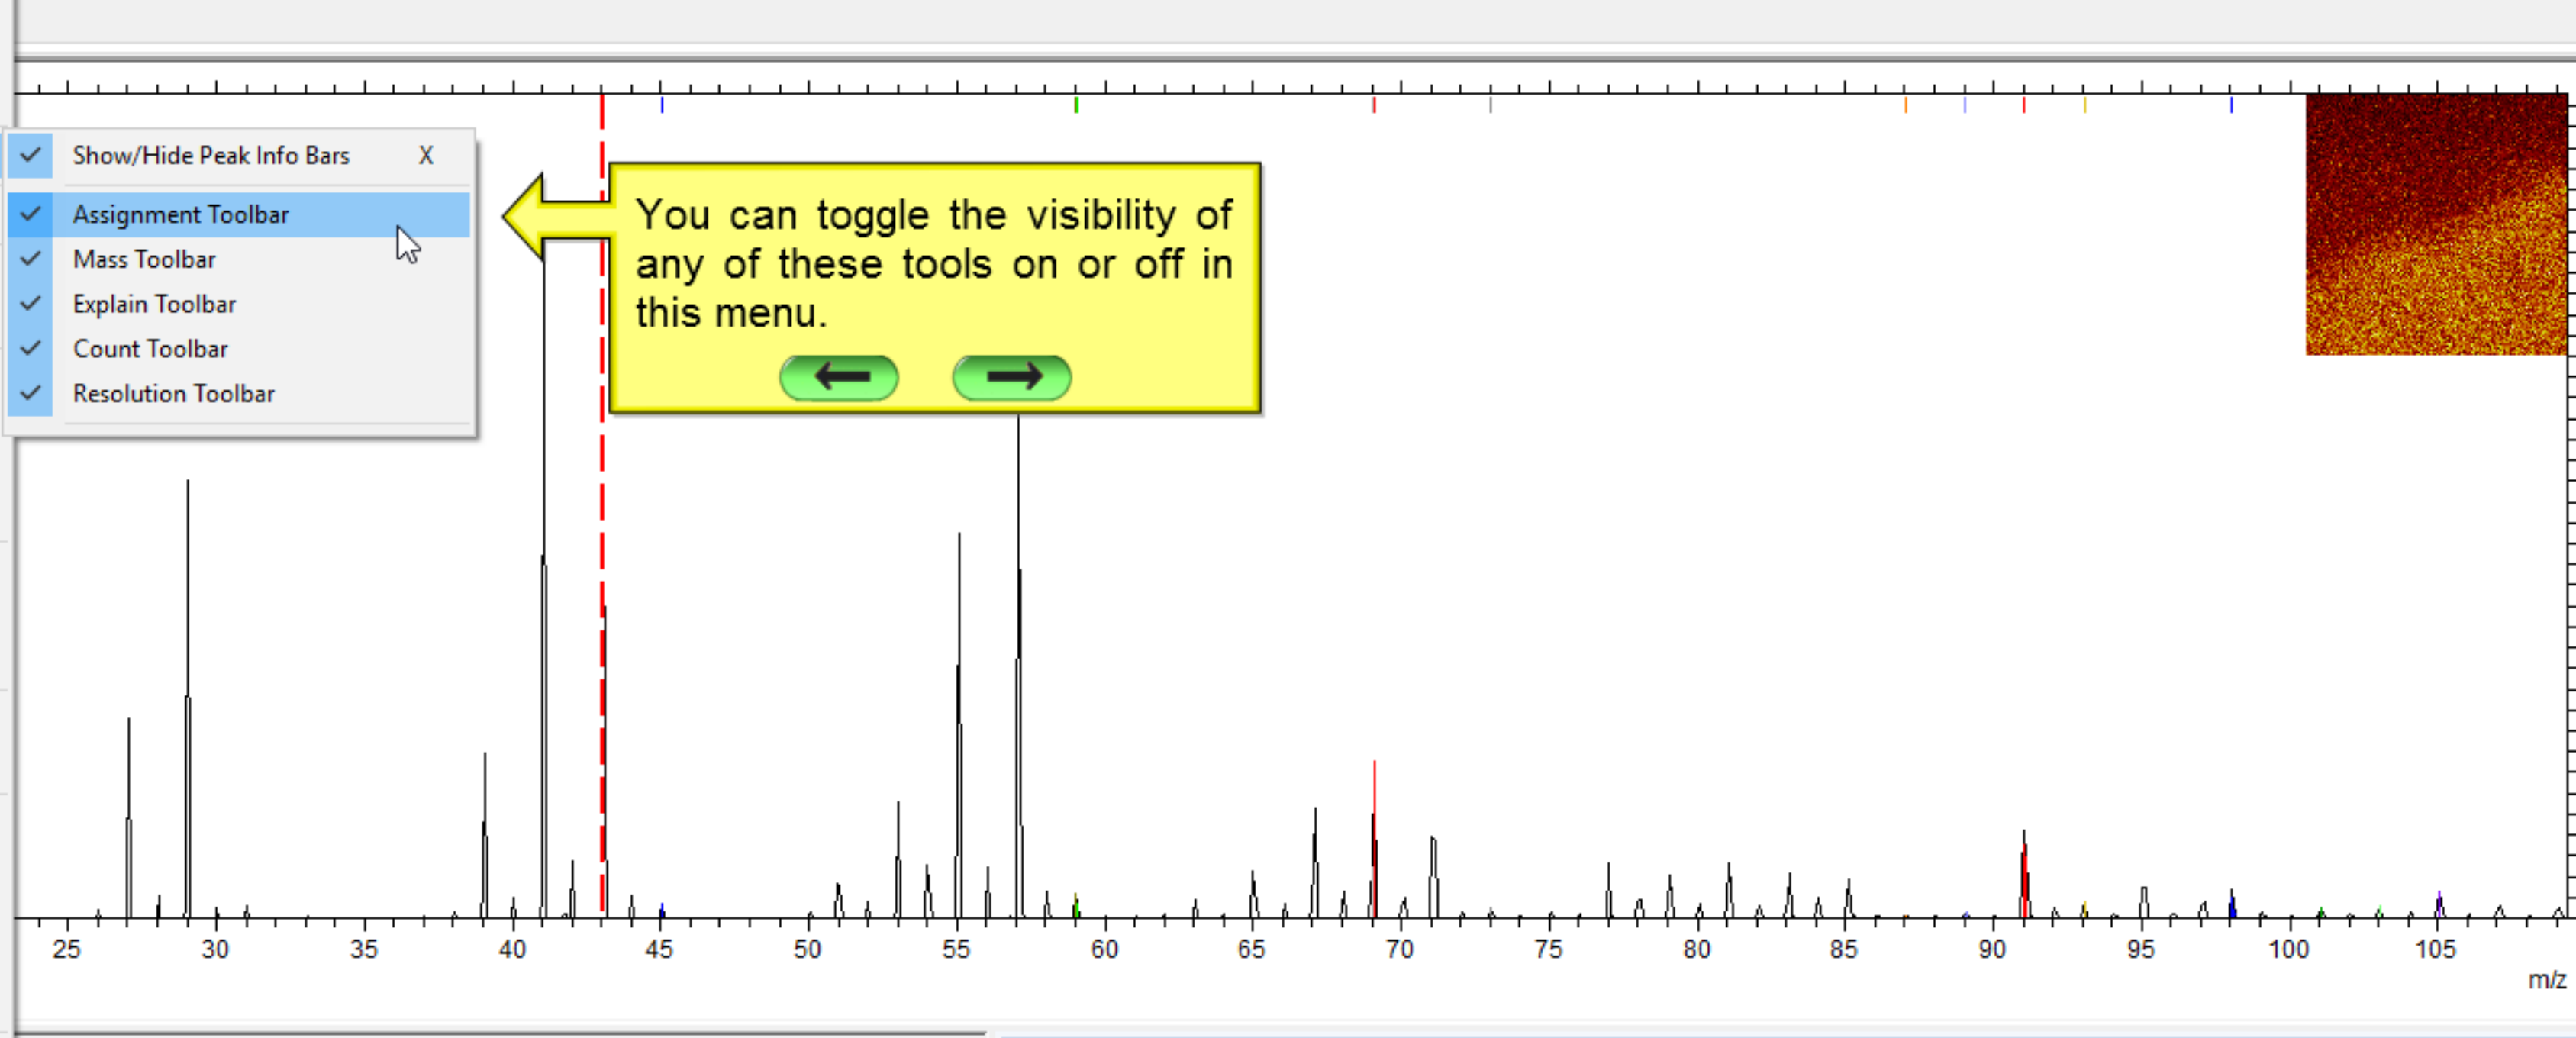 Show/Hide Peak Info Bars X
Assignment Toolbar
Mass Toolbar
Explain Toolbar
Count Toolbar
Resolution Toolbar
You can toggle the visibility of
any of these tools on or off in
this menu.
25 30 35 40 45 50 55 60 65 70 75 80 85 90 95 100 105
m/z